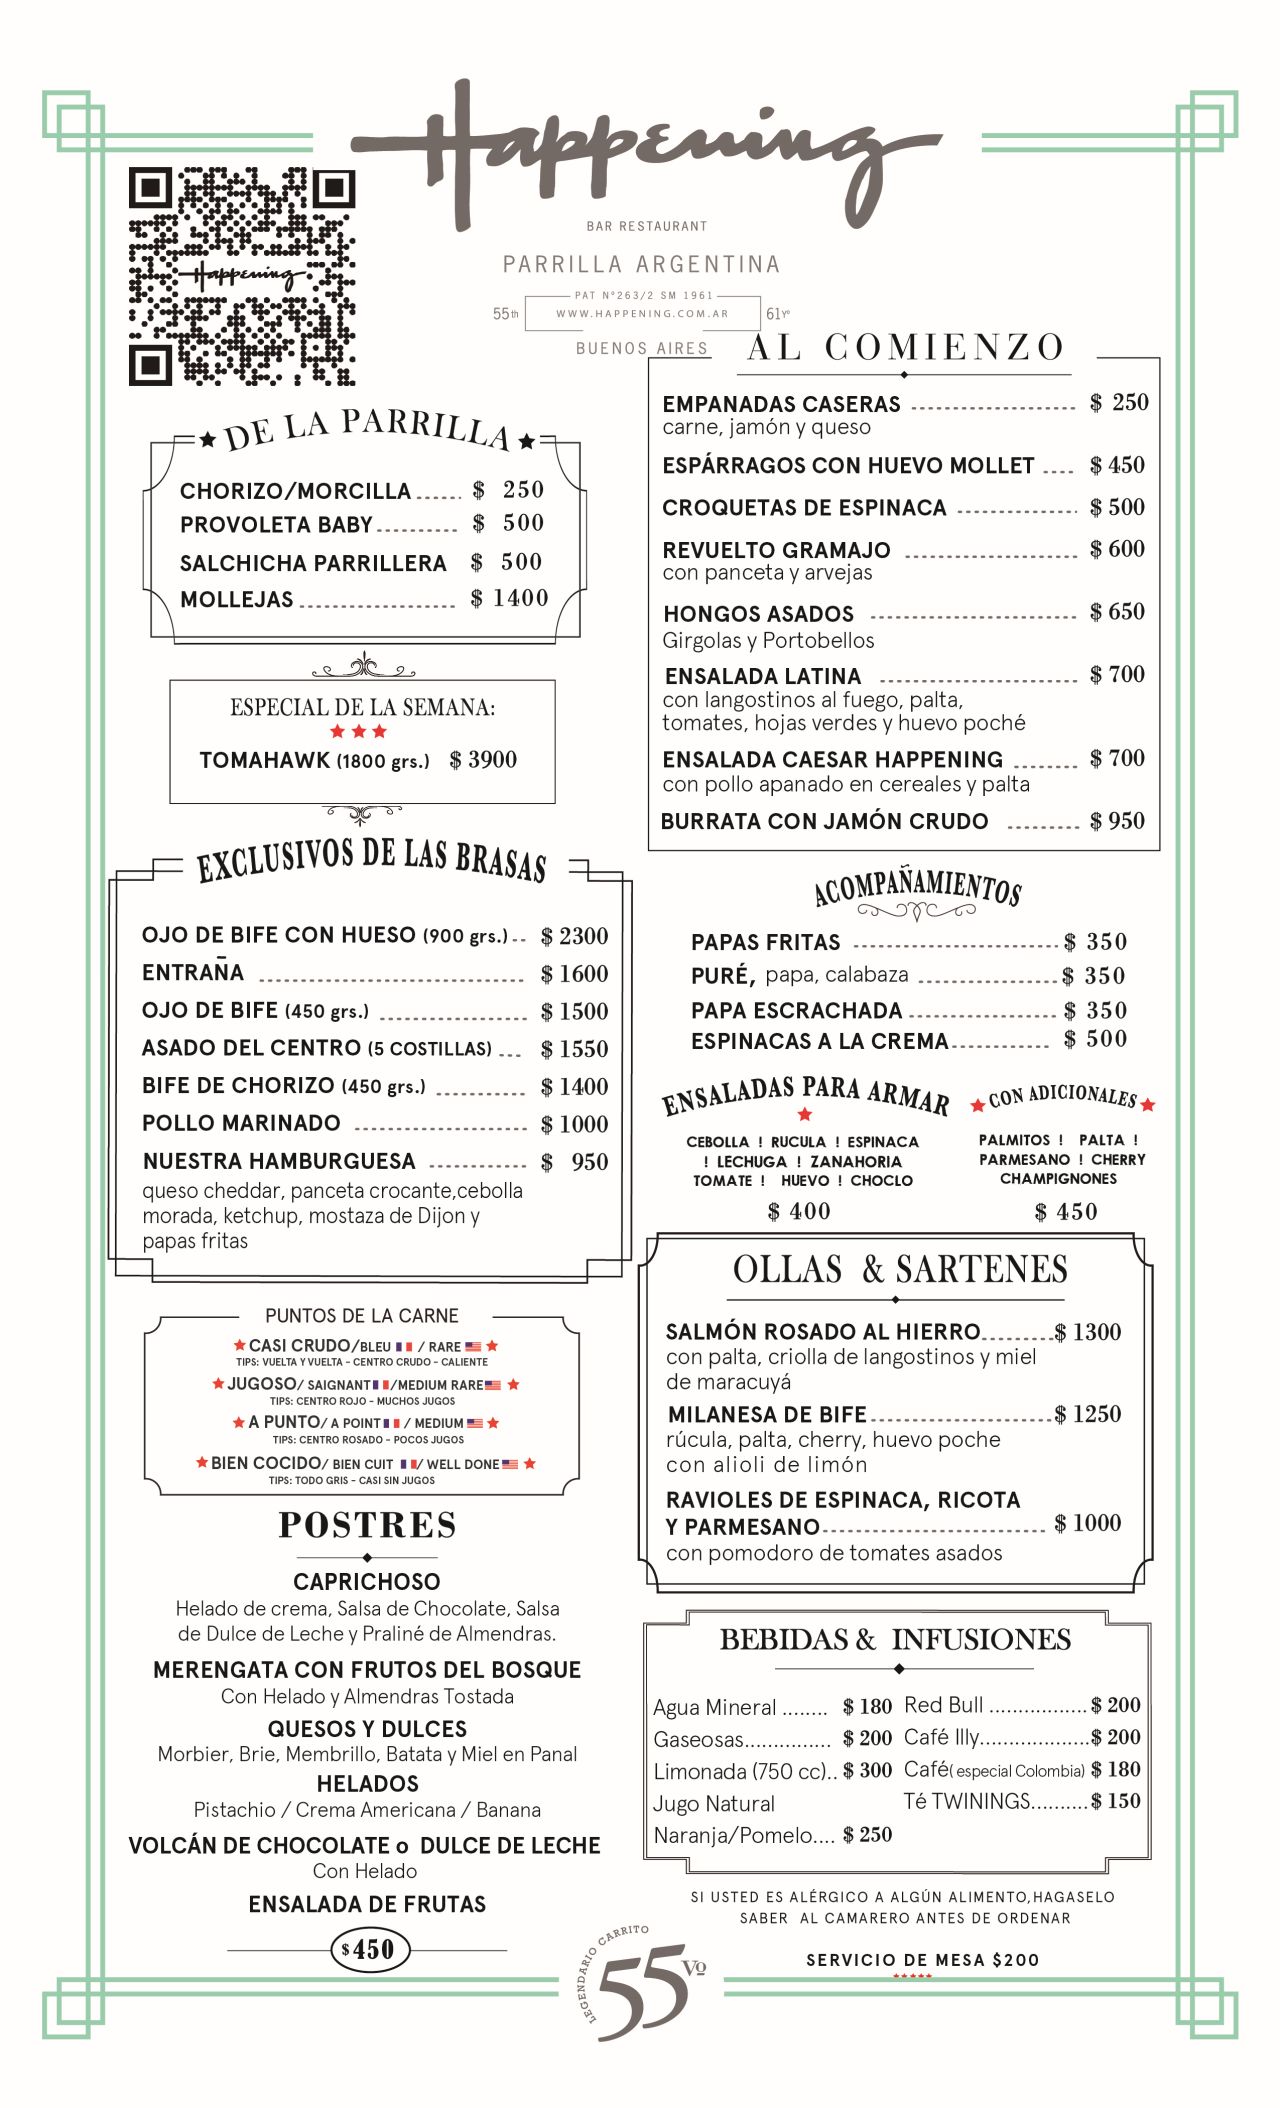 Happening
BAR RESTAURANT
PARRILLA ARGENTINA
PAT Nº263/2 SM 1961
55th
WWW.HAPPENING.COM.AR
61Yº
BUENOS AIRES
Happening
DE LA PARRILLA
CHORIZO/MORCILLA ...... $ 250
PROVOLETA BABY .......... $ 500
SALCHICHA PARRILLERA $ 500
MOLLEJAS ................... $ 1400
ESPECIAL DE LA SEMANA:
TOMAHAWK (1800 grs.) $ 3900
EXCLUSIVOS DE LAS BRASAS
OJO DE BIFE CON HUESO (900 grs.) .. $ 2300
ENTRAÑA ................................ $ 1600
OJO DE BIFE (450 grs.) .................. $ 1500
ASADO DEL CENTRO (5 COSTILLAS) ... $ 1550
BIFE DE CHORIZO (450 grs.) ........... $ 1400
POLLO MARINADO ..................... $ 1000
NUESTRA HAMBURGUESA ............ $ 950
queso cheddar, panceta crocante,cebolla
morada, ketchup, mostaza de Dijon y
papas fritas
PUNTOS DE LA CARNE
CASI CRUDO/BLEU / RARE
TIPS: VUELTA Y VUELTA - CENTRO CRUDO - CALIENTE
JUGOSO/ SAIGNANT /MEDIUM RARE
TIPS: CENTRO ROJO - MUCHOS JUGOS
A PUNTO/ A POINT / MEDIUM
TIPS: CENTRO ROSADO - POCOS JUGOS
BIEN COCIDO/ BIEN CUIT / WELL DONE
TIPS: TODO GRIS - CASI SIN JUGOS
POSTRES
CAPRICHOSO
Helado de crema, Salsa de Chocolate, Salsa
de Dulce de Leche y Praliné de Almendras.
MERENGATA CON FRUTOS DEL BOSQUE
Con Helado y Almendras Tostada
QUESOS Y DULCES
Morbier, Brie, Membrillo, Batata y Miel en Panal
HELADOS
Pistachio / Crema Americana / Banana
VOLCÁN DE CHOCOLATE o DULCE DE LECHE
Con Helado
ENSALADA DE FRUTAS
$450
AL COMIENZO
EMPANADAS CASERAS .................... $ 250
carne, jamón y queso
ESPÁRRAGOS CON HUEVO MOLLET .... $ 450
CROQUETAS DE ESPINACA ............... $ 500
REVUELTO GRAMAJO ..................... $ 600
con panceta y arvejas
HONGOS ASADOS ......................... $ 650
Girgolas y Portobellos
ENSALADA LATINA ........................ $ 700
con langostinos al fuego, palta,
tomates, hojas verdes y huevo poché
ENSALADA CAESAR HAPPENING ........ $ 700
con pollo apanado en cereales y palta
BURRATA CON JAMÓN CRUDO ......... $ 950
ACOMPAÑAMIENTOS
PAPAS FRITAS ......................... $ 350
PURÉ, papa, calabaza ................. $ 350
PAPA ESCRACHADA .................. $ 350
ESPINACAS A LA CREMA ............ $ 500
ENSALADAS PARA ARMAR
CEBOLLA ! RUCULA ! ESPINACA
! LECHUGA ! ZANAHORIA
TOMATE ! HUEVO ! CHOCLO
$ 400
CON ADICIONALES
PALMITOS ! PALTA !
PARMESANO ! CHERRY
CHAMPIGNONES
$ 450
OLLAS & SARTENES
SALMÓN ROSADO AL HIERRO ......... $ 1300
con palta, criolla de langostinos y miel
de maracuyá
MILANESA DE BIFE ...................... $ 1250
rúcula, palta, cherry, huevo poche
con alioli de limón
RAVIOLES DE ESPINACA, RICOTA
Y PARMESANO ........................... $ 1000
con pomodoro de tomates asados
BEBIDAS & INFUSIONES
Agua Mineral ........ $ 180
Gaseosas............... $ 200
Limonada (750 cc).. $ 300
Jugo Natural
Naranja/Pomelo.... $ 250
Red Bull ................. $ 200
Café Illy................... $ 200
Café( especial Colombia) $ 180
Té TWININGS.......... $ 150
SI USTED ES ALÉRGICO A ALGÚN ALIMENTO,HAGASELO
SABER AL CAMARERO ANTES DE ORDENAR
SERVICIO DE MESA $200
LEGENDARIO CARRITO
55Vº